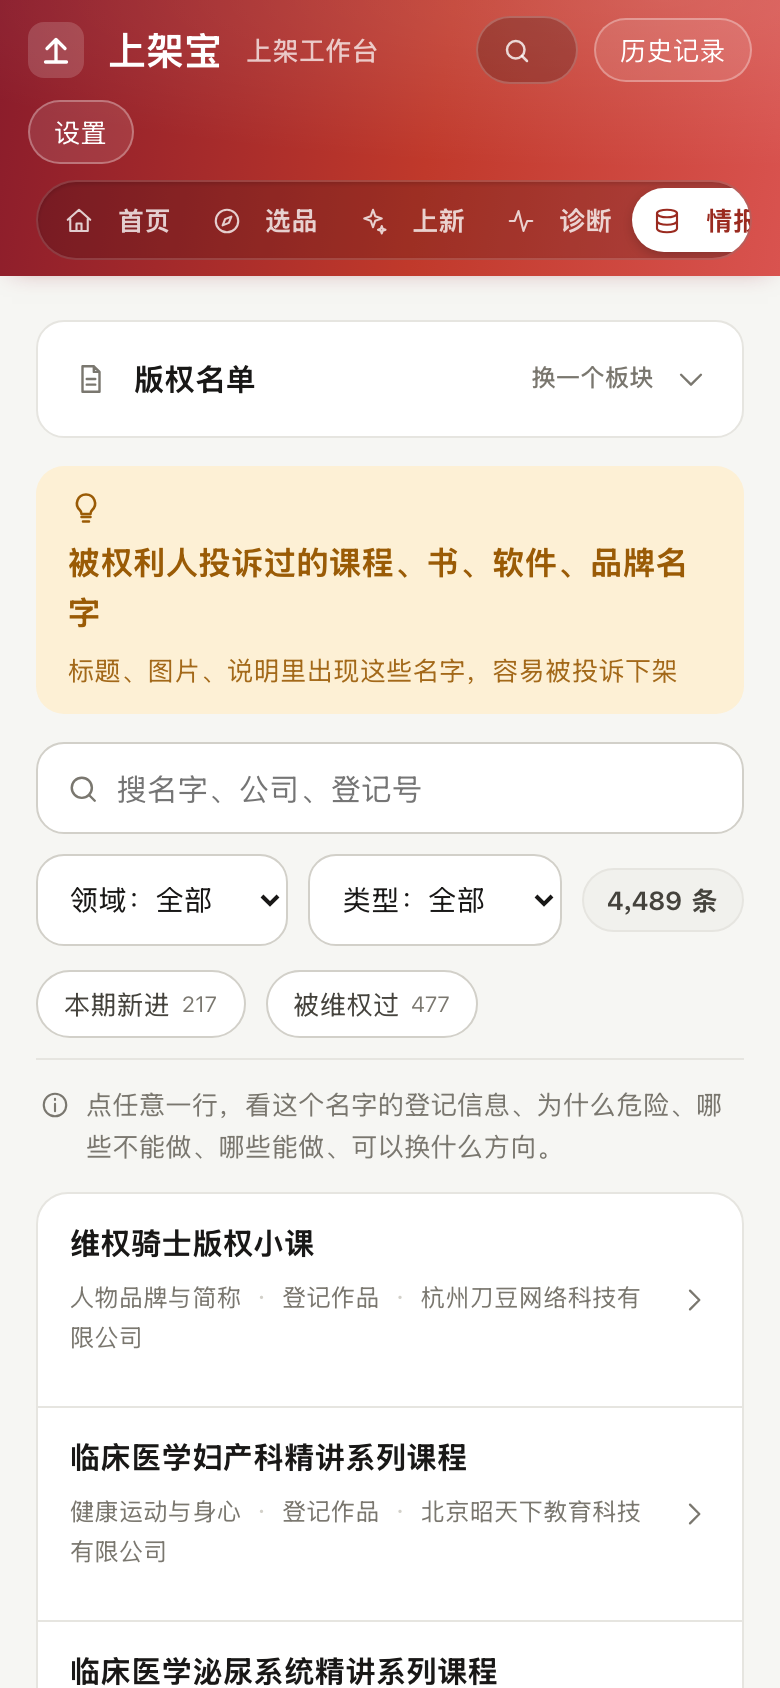 上架宝 上架工作台 历史记录
设置
首页 选品 上新 诊断 情报
版权名单 换一个板块
被权利人投诉过的课程、书、软件、品牌名
字
标题、图片、说明里出现这些名字，容易被投诉下架
搜名字、公司、登记号
领域：全部 类型：全部 4,489 条
本期新进 217 被维权过 477
点任意一行，看这个名字的登记信息、为什么危险、哪
些不能做、哪些能做、可以换什么方向。
维权骑士版权小课
人物品牌与简称 · 登记作品 · 杭州刀豆网络科技有
限公司
临床医学妇产科精讲系列课程
健康运动与身心 · 登记作品 · 北京昭天下教育科技
有限公司
临床医学泌尿系统精讲系列课程